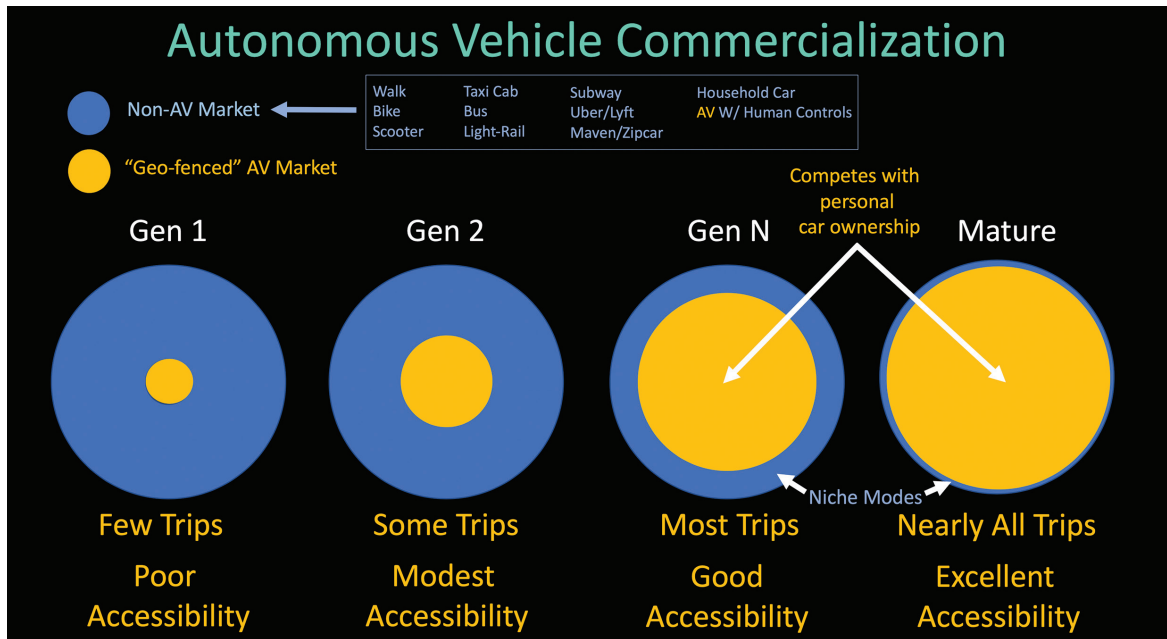 Autonomous Vehicle Commercialization
Non-AV Market
Walk
Bike
Scooter
Taxi Cab
Bus
Light-Rail
Subway
Uber/Lyft
Maven/Zipcar
Household Car
AV W/ Human Controls
“Geo-fenced” AV Market
Competes with
personal
car ownership
Gen 1
Gen 2
Gen N
Mature
Niche Modes
Few Trips
Some Trips
Most Trips
Nearly All Trips
Poor
Accessibility
Modest
Accessibility
Good
Accessibility
Excellent
Accessibility